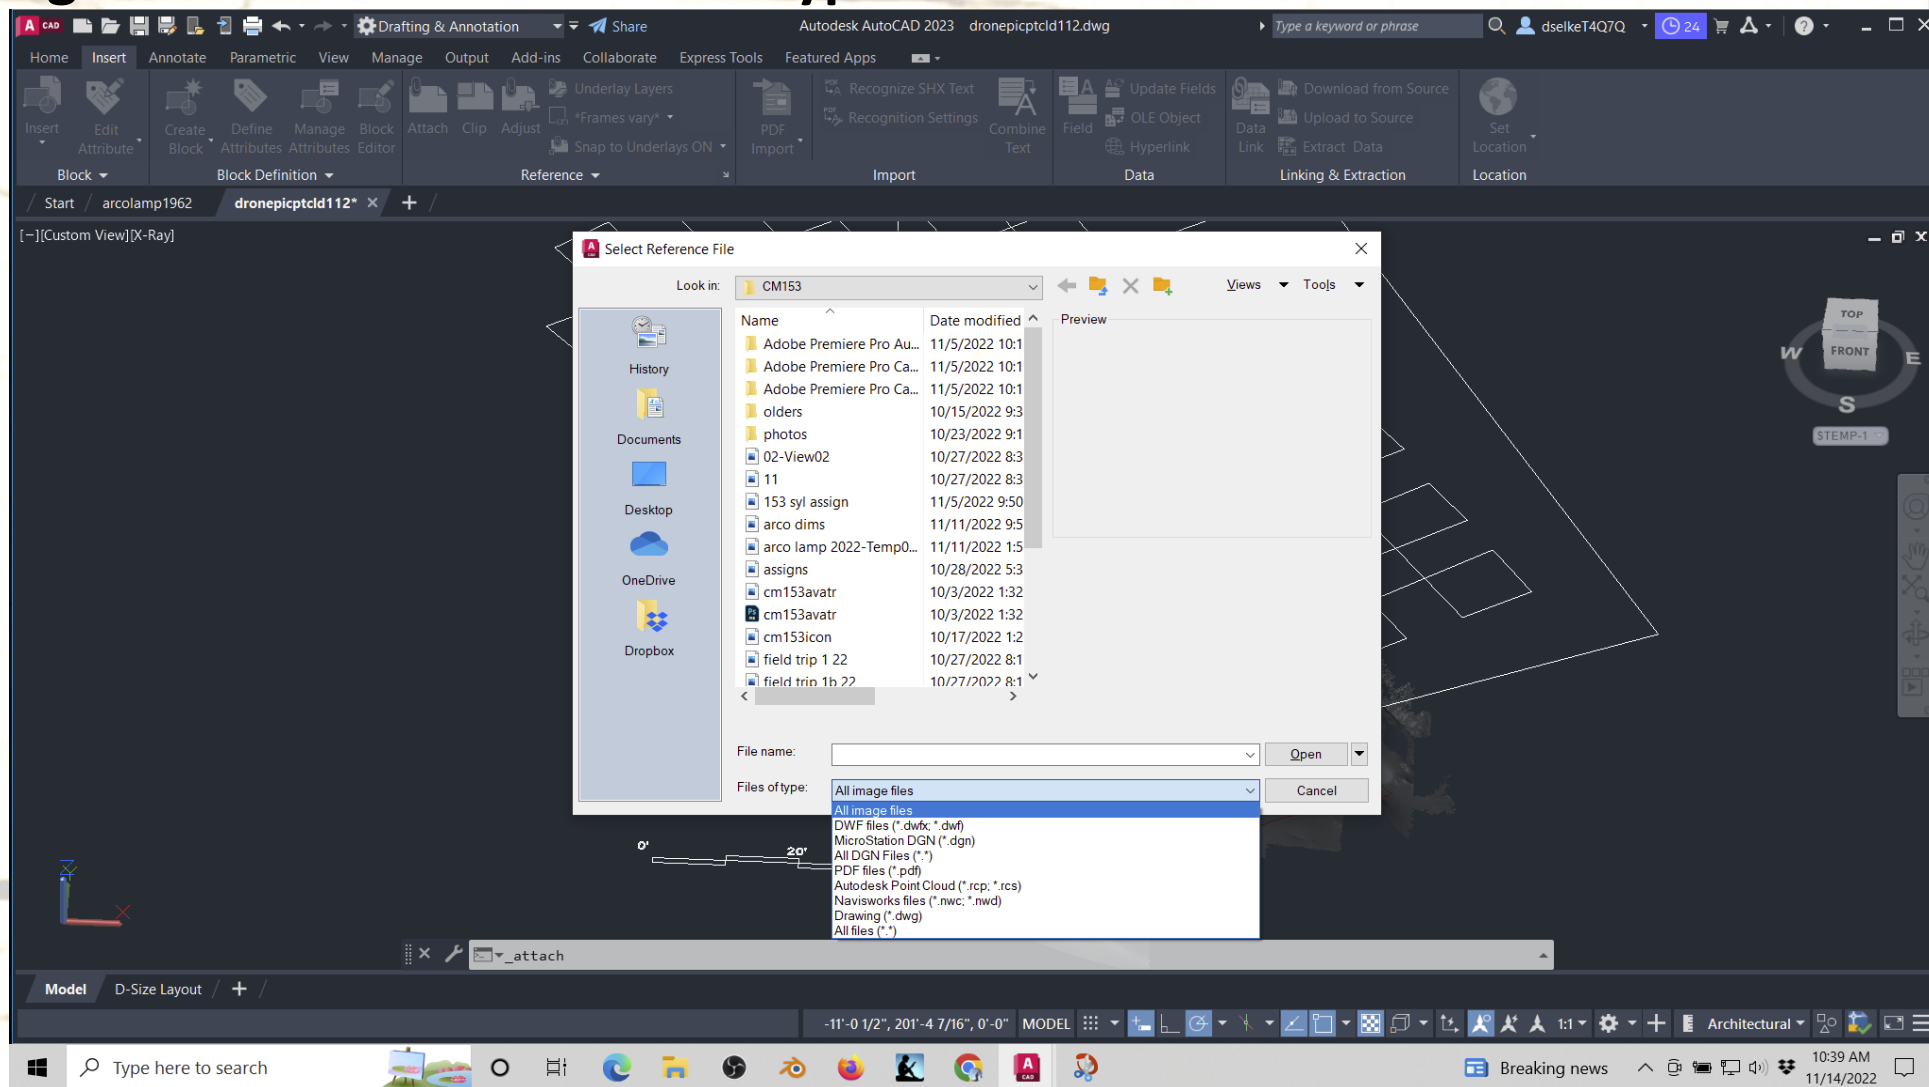 A CAD Drafting & Annotation Share Autodesk AutoCAD 2023 dronepicptcld112.dwg Type a keyword or phrase dselkeT4Q7Q 24
Home Insert Annotate Parametric View Manage Output Add-ins Collaborate Express Tools Featured Apps
Underlay Layers Recognize SHX Text Update Fields Download from Source
*Frames vary* Recognition Settings OLE Object Upload to Source
Insert Edit Attribute Create Block Define Attributes Manage Attributes Block Editor Attach Clip Adjust Snap to Underlays ON PDF Import Combine Text Field Hyperlink Data Link Extract Data Set Location
Block Block Definition Reference Import Data Linking & Extraction Location
Start arcolamp1962 dronepicptcld112*
[−][Custom View][X-Ray]
Select Reference File
Look in: CM153 Views Tools
Name Date modified Preview
Adobe Premiere Pro Au... 11/5/2022 10:1
Adobe Premiere Pro Ca... 11/5/2022 10:1
Adobe Premiere Pro Ca... 11/5/2022 10:1
olders 10/15/2022 9:3
photos 10/23/2022 9:1
02-View02 10/27/2022 8:3
11 10/27/2022 8:3
153 syl assign 11/5/2022 9:50
arco dims 11/11/2022 9:5
arco lamp 2022-Temp0... 11/11/2022 1:5
assigns 10/28/2022 5:3
cm153avatr 10/3/2022 1:32
cm153avatr 10/3/2022 1:32
cm153icon 10/17/2022 1:2
field trip 1 22 10/27/2022 8:1
field trip 1b 22 10/27/2022 8:1
History
Documents
Desktop
OneDrive
Dropbox
TOP
W FRONT E
S
STEMP-1
File name: Open
Files of type: All image files Cancel
All image files
DWF files (*.dwfx; *.dwf)
MicroStation DGN (*.dgn)
All DGN Files (*.*)
PDF files (*.pdf)
Autodesk Point Cloud (*.rcp; *.rcs)
Navisworks files (*.nwc; *.nwd)
Drawing (*.dwg)
All files (*.*)
0' 20'
Z
X
_attach
Model D-Size Layout
-11'-0 1/2", 201'-4 7/16", 0'-0" MODEL 1:1 Architectural
Type here to search Breaking news 10:39 AM
11/14/2022